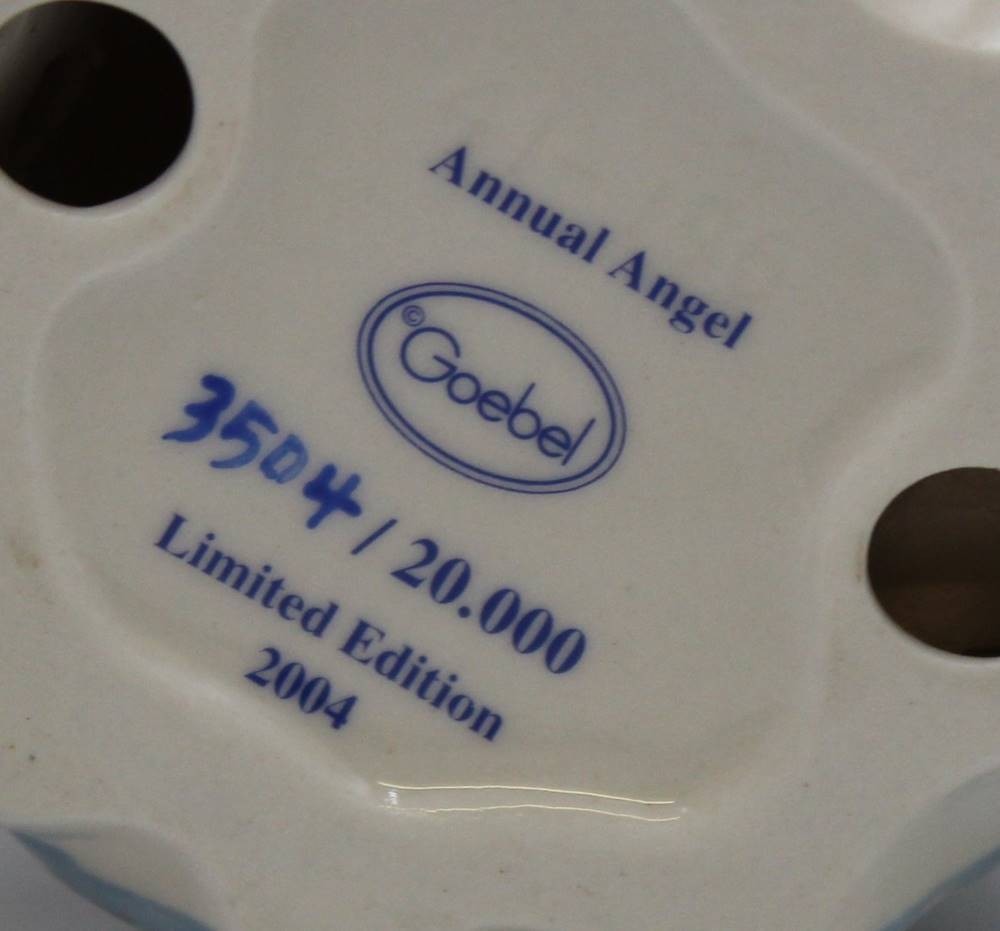 Annual Angel
© Goebel
3504 / 20.000
Limited Edition
2004